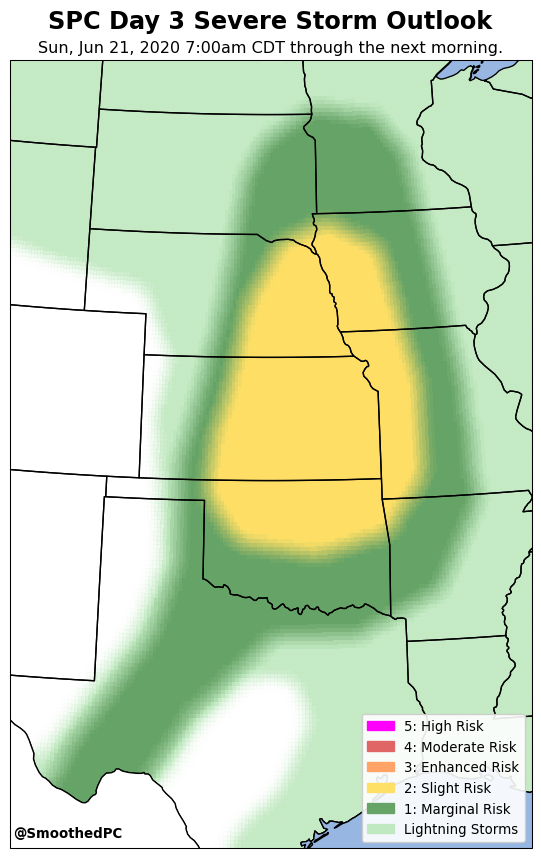 SPC Day 3 Severe Storm Outlook
Sun, Jun 21, 2020 7:00am CDT through the next morning.
5: High Risk
4: Moderate Risk
3: Enhanced Risk
2: Slight Risk
1: Marginal Risk
Lightning Storms
@SmoothedPC